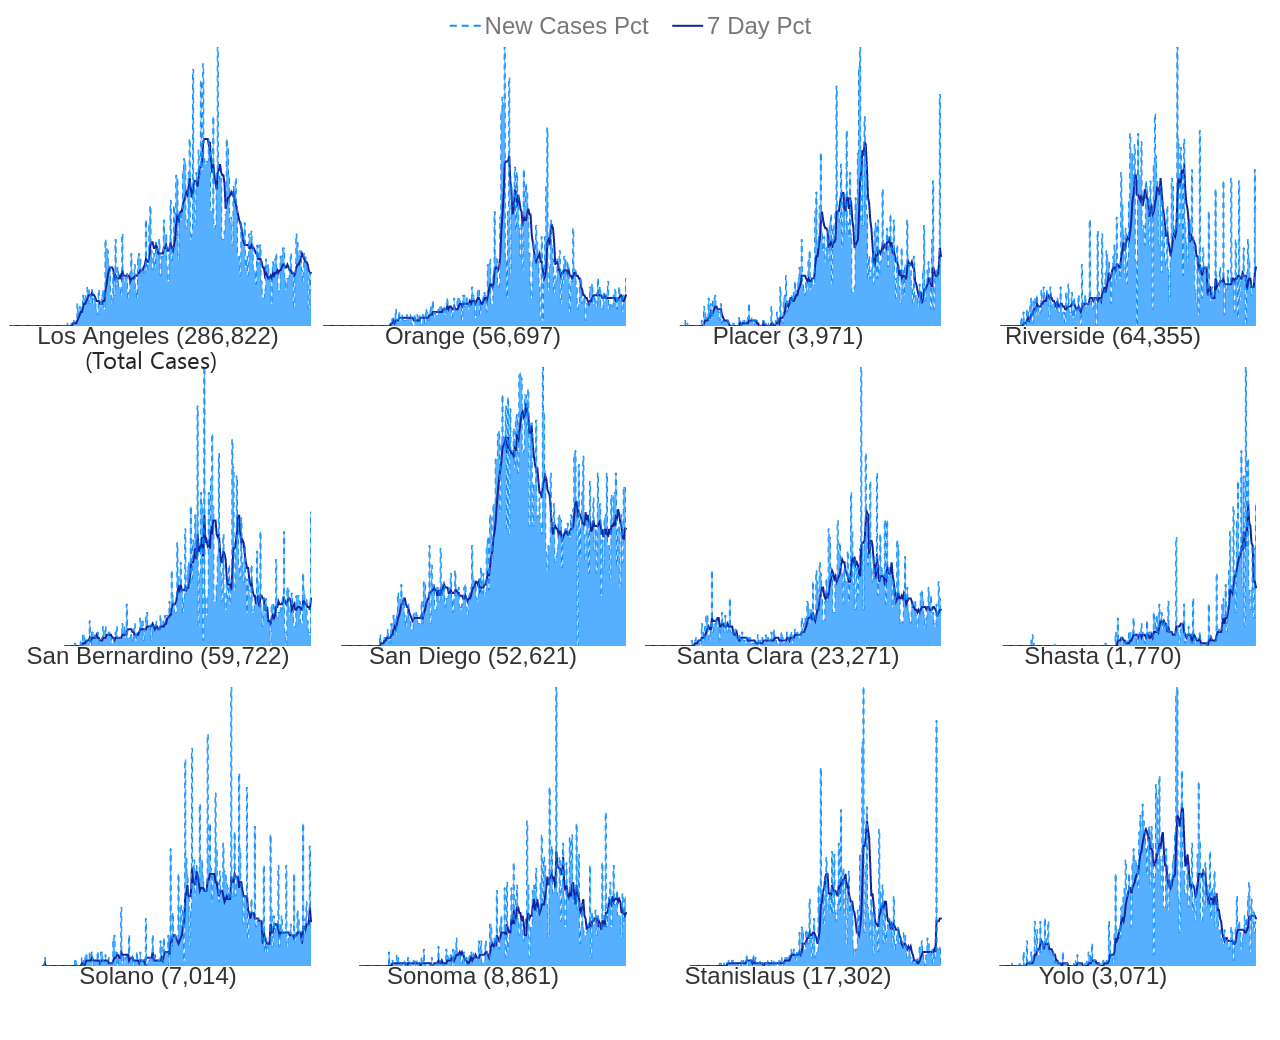 New Cases Pct 7 Day Pct
Los Angeles (286,822) Orange (56,697) Placer (3,971) Riverside (64,355)
(Total Cases)
San Bernardino (59,722) San Diego (52,621) Santa Clara (23,271) Shasta (1,770)
Solano (7,014) Sonoma (8,861) Stanislaus (17,302) Yolo (3,071)